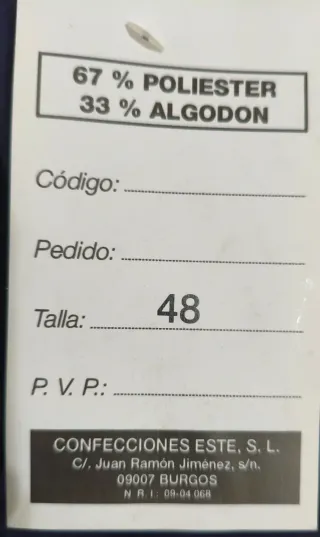 67 % POLIESTER
33 % ALGODON
Código:
Pedido:
Talla: 48
P. V. P.:
CONFECCIONES ESTE, S. L.
C/. Juan Ramón Jiménez, s/n.
09007 BURGOS
N R I : 09-04 068